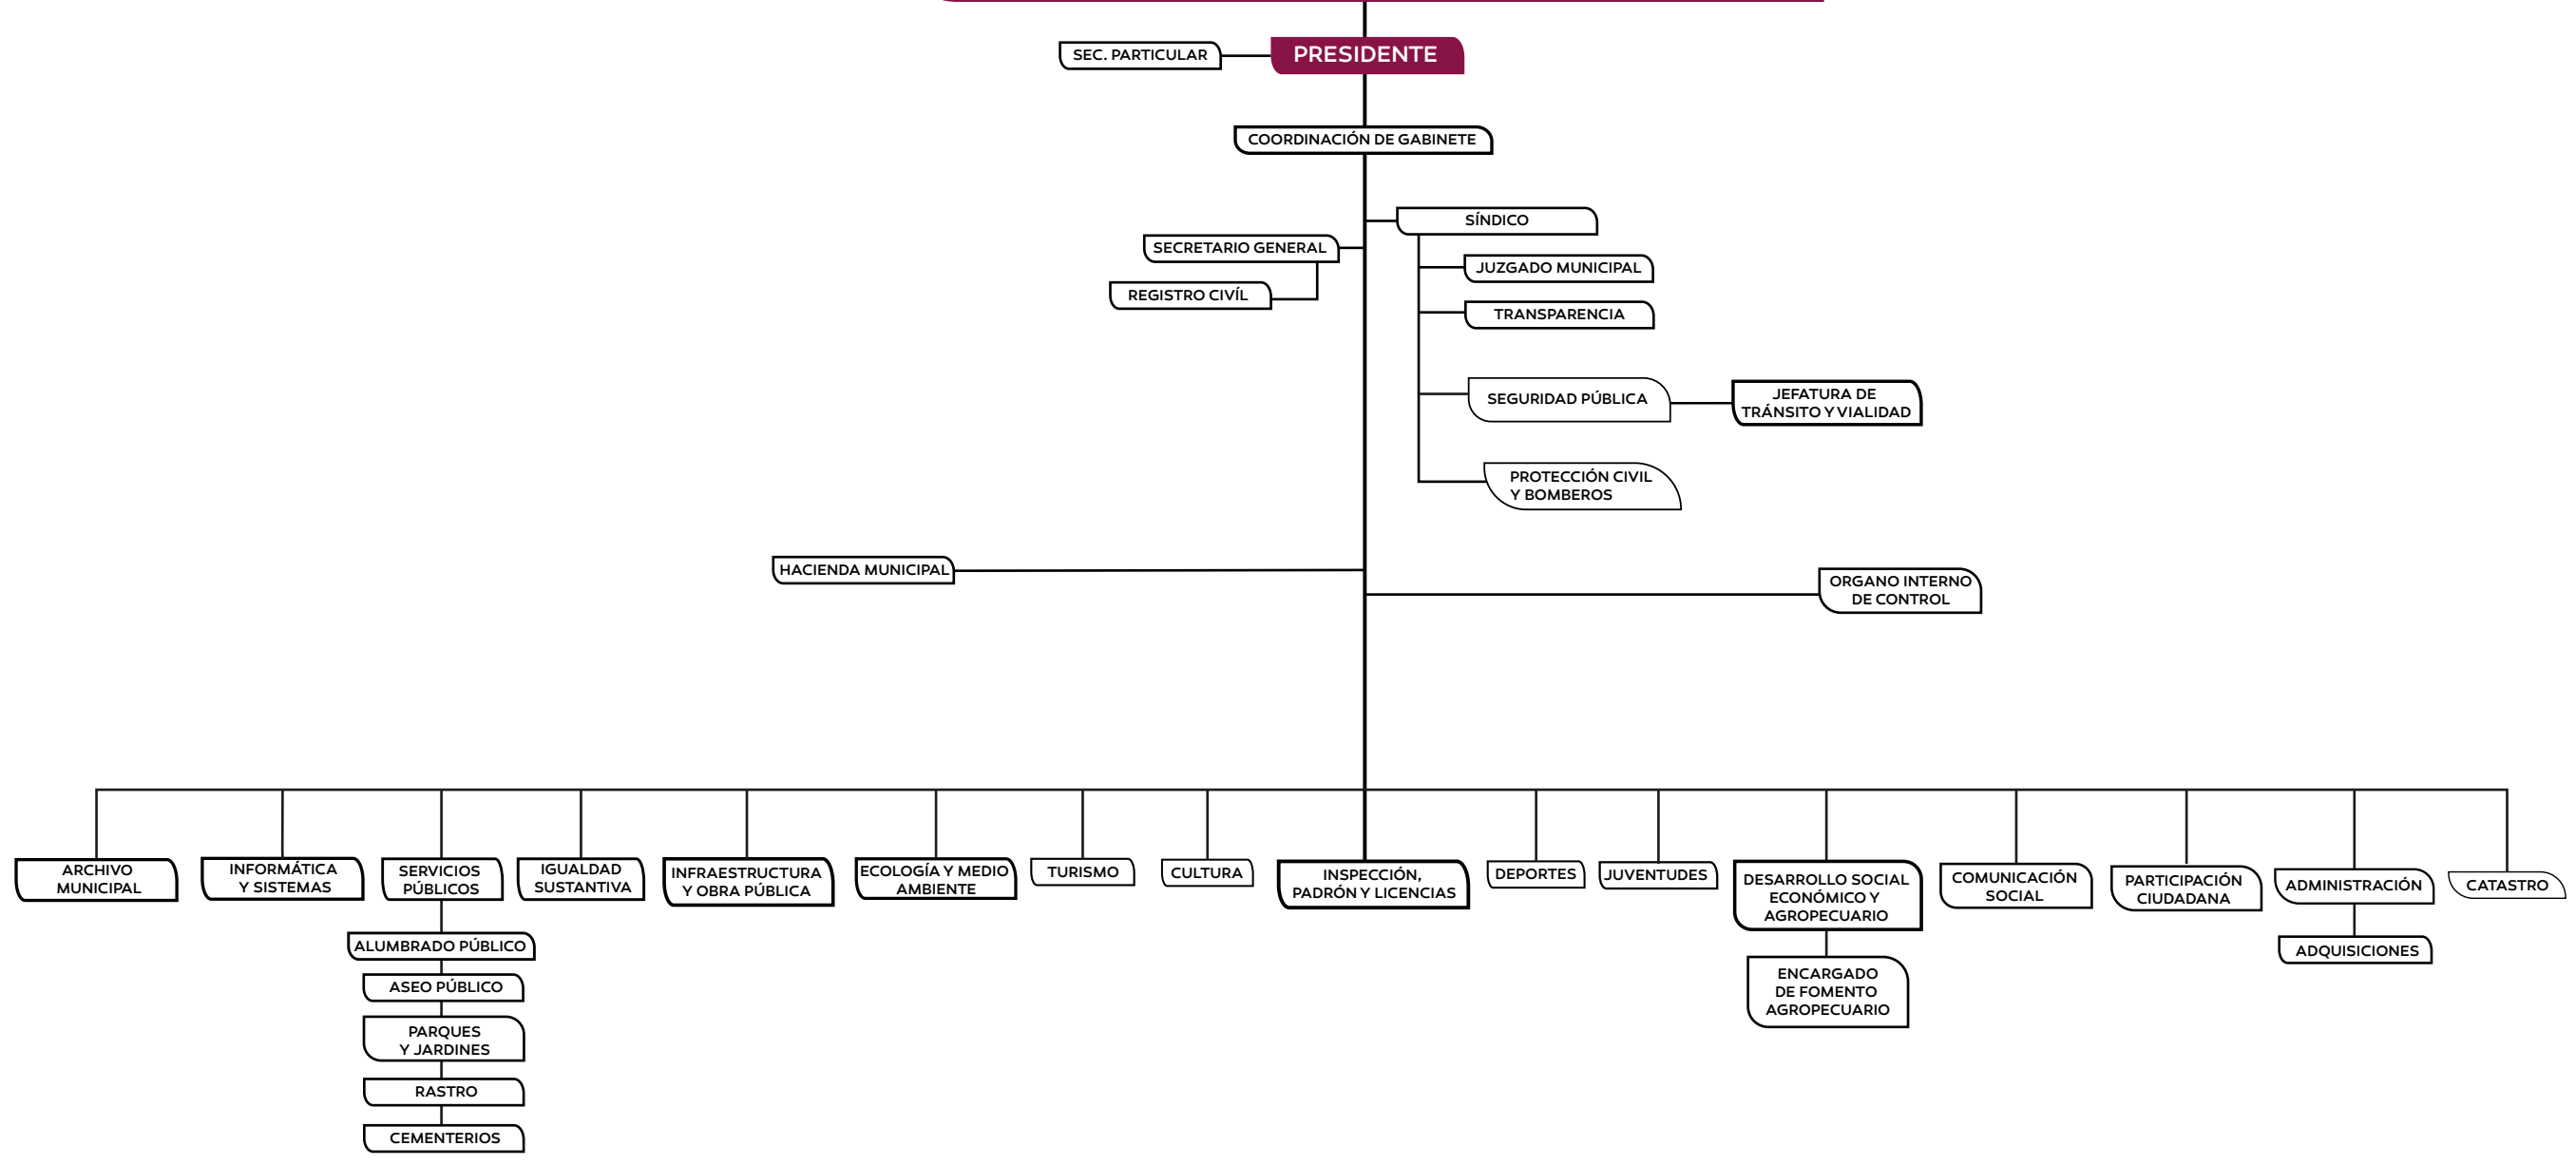 SEC. PARTICULAR
PRESIDENTE
COORDINACIÓN DE GABINETE
SÍNDICO
SECRETARIO GENERAL
JUZGADO MUNICIPAL
REGISTRO CIVÍL
TRANSPARENCIA
SEGURIDAD PÚBLICA
JEFATURA DE
TRÁNSITO Y VIALIDAD
PROTECCIÓN CIVIL
Y BOMBEROS
HACIENDA MUNICIPAL
ORGANO INTERNO
DE CONTROL
ARCHIVO
MUNICIPAL
INFORMÁTICA
Y SISTEMAS
SERVICIOS
PÚBLICOS
IGUALDAD
SUSTANTIVA
INFRAESTRUCTURA
Y OBRA PÚBLICA
ECOLOGÍA Y MEDIO
AMBIENTE
TURISMO
CULTURA
INSPECCIÓN,
PADRÓN Y LICENCIAS
DEPORTES
JUVENTUDES
DESARROLLO SOCIAL
ECONÓMICO Y
AGROPECUARIO
COMUNICACIÓN
SOCIAL
PARTICIPACIÓN
CIUDADANA
ADMINISTRACIÓN
CATASTRO
ALUMBRADO PÚBLICO
ASEO PÚBLICO
PARQUES
Y JARDINES
RASTRO
CEMENTERIOS
ENCARGADO
DE FOMENTO
AGROPECUARIO
ADQUISICIONES